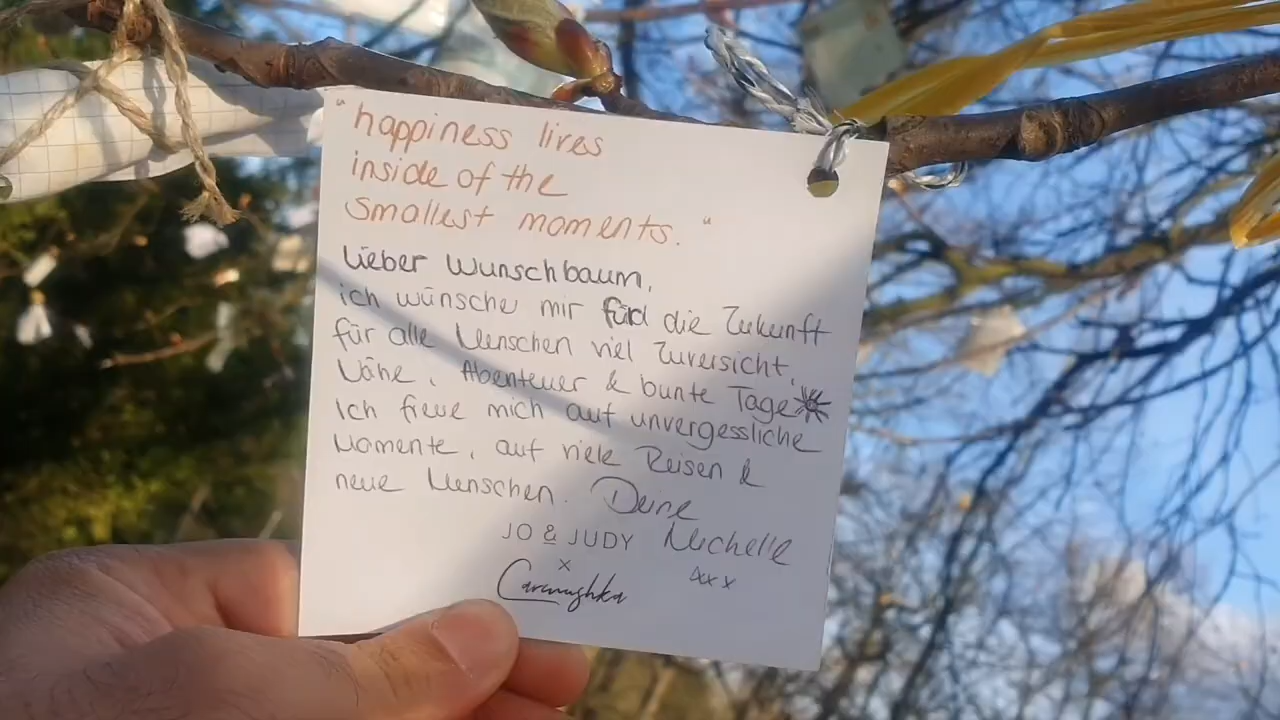 "happiness lives
inside of the
smallest moments."
Lieber Wunschbaum,
ich wünsche mir für die Zukunft
für alle Menschen viel Zuversicht,
Nähe, Abenteuer & bunte Tage
Ich freue mich auf unvergessliche
Momente, auf viele Reisen &
neue Menschen. Deine
Michelle
xxx
JO & JUDY
x
Caramushka